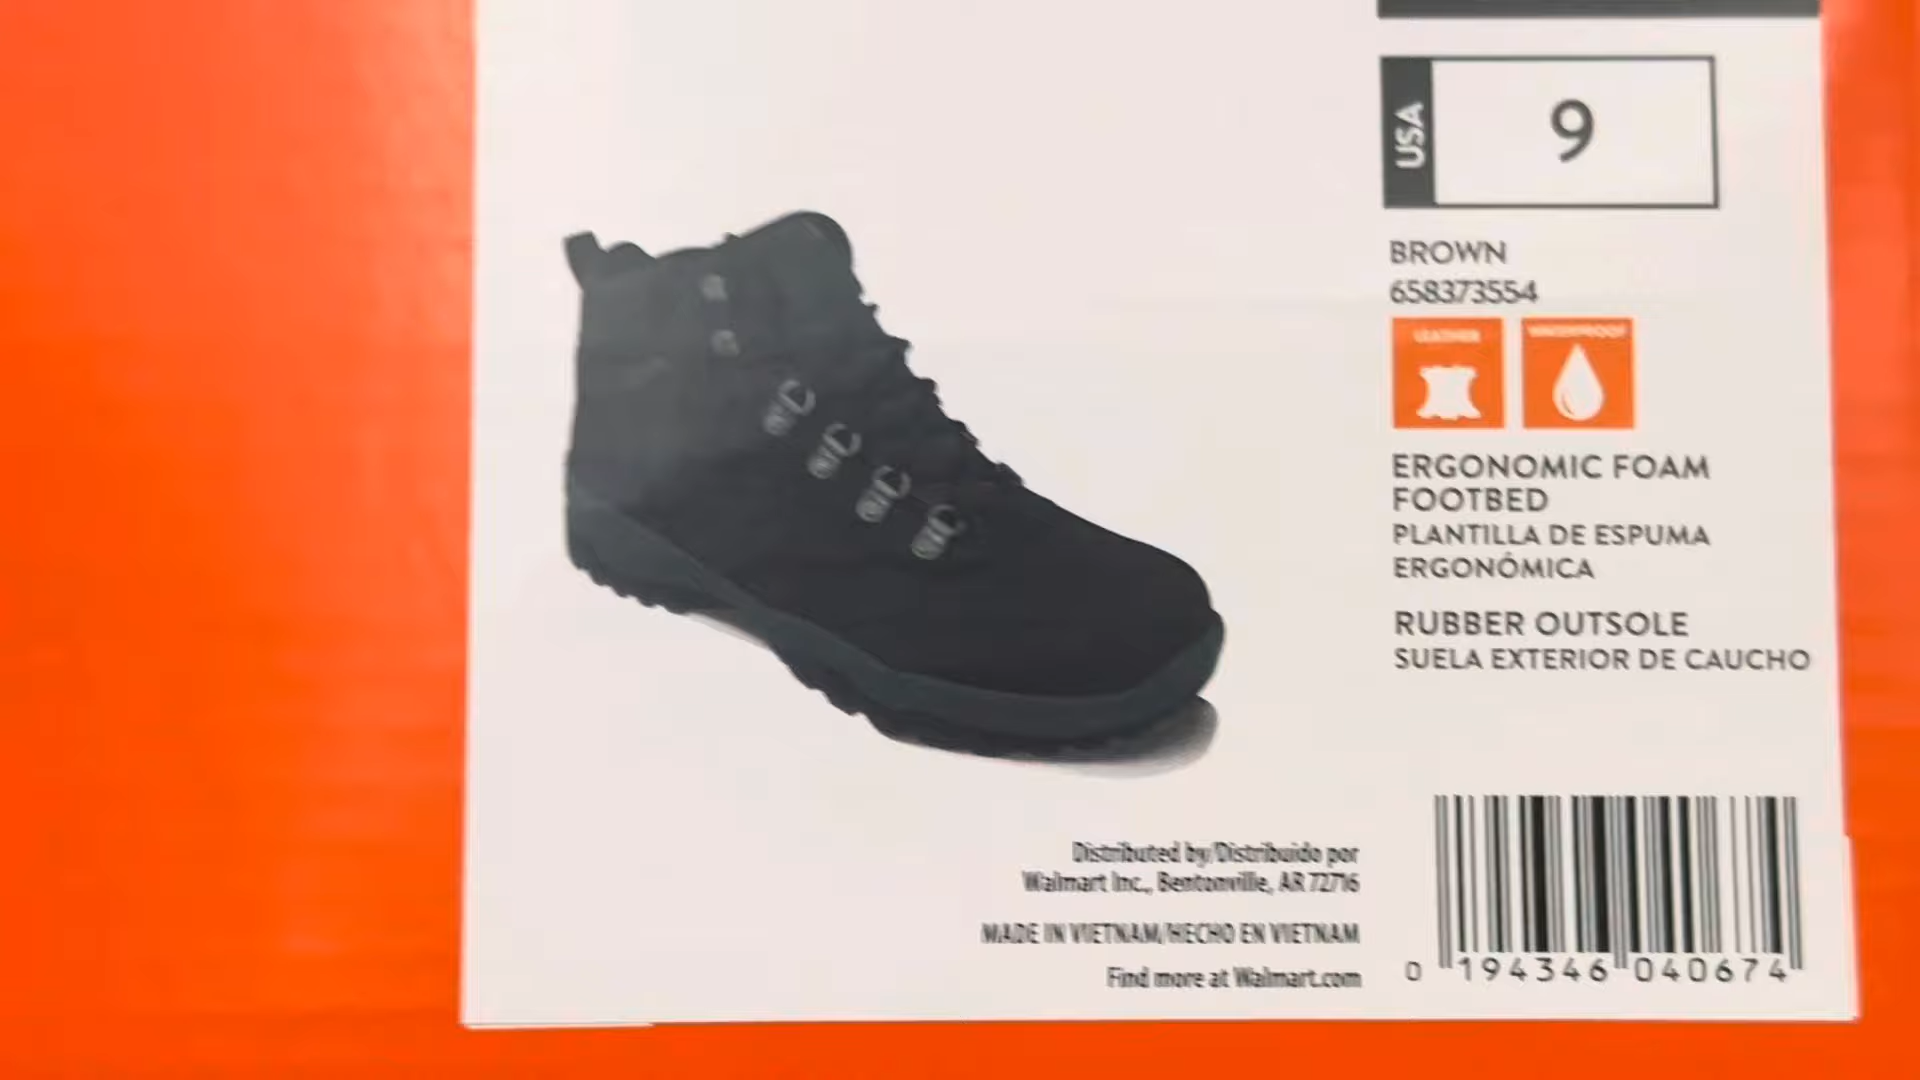 USA
9
BROWN
658373554
LEATHER
WATERPROOF
ERGONOMIC FOAM
FOOTBED
PLANTILLA DE ESPUMA
ERGONÓMICA
RUBBER OUTSOLE
SUELA EXTERIOR DE CAUCHO
Distributed by/Distribuido por
Walmart Inc., Bentonville, AR 72716
MADE IN VIETNAM/HECHO EN VIETNAM
Find more at Walmart.com
0 194346 040674